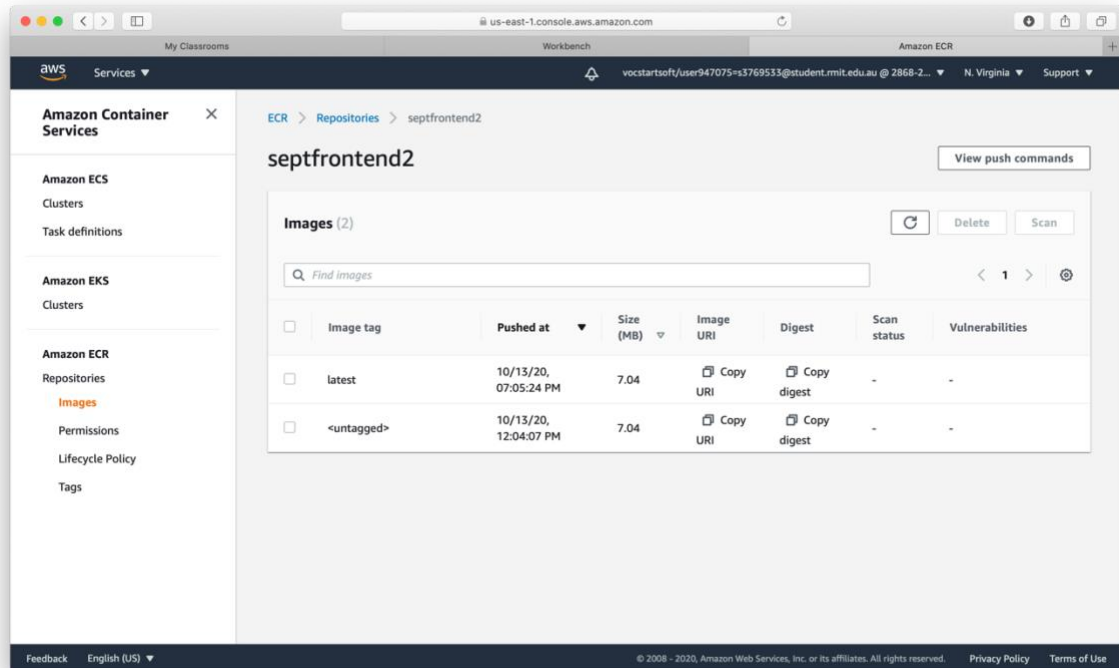 us-east-1.console.aws.amazon.com
My Classrooms
Workbench
Amazon ECR
aws
Services
vocstartsoft/user947075=s3769533@student.rmit.edu.au @ 2868-2...
N. Virginia
Support
Amazon Container
Services
Amazon ECS
Clusters
Task definitions
Amazon EKS
Clusters
Amazon ECR
Repositories
Images
Permissions
Lifecycle Policy
Tags
ECR > Repositories > septfrontend2
septfrontend2
View push commands
Images (2)
Delete
Scan
Find images
< 1 >
Image tag
Pushed at
Size
(MB)
Image
URI
Digest
Scan
status
Vulnerabilities
latest
10/13/20,
07:05:24 PM
7.04
Copy
URI
Copy
digest
-
-
<untagged>
10/13/20,
12:04:07 PM
7.04
Copy
URI
Copy
digest
-
-
Feedback
English (US)
© 2008 - 2020, Amazon Web Services, Inc. or its affiliates. All rights reserved.
Privacy Policy
Terms of Use